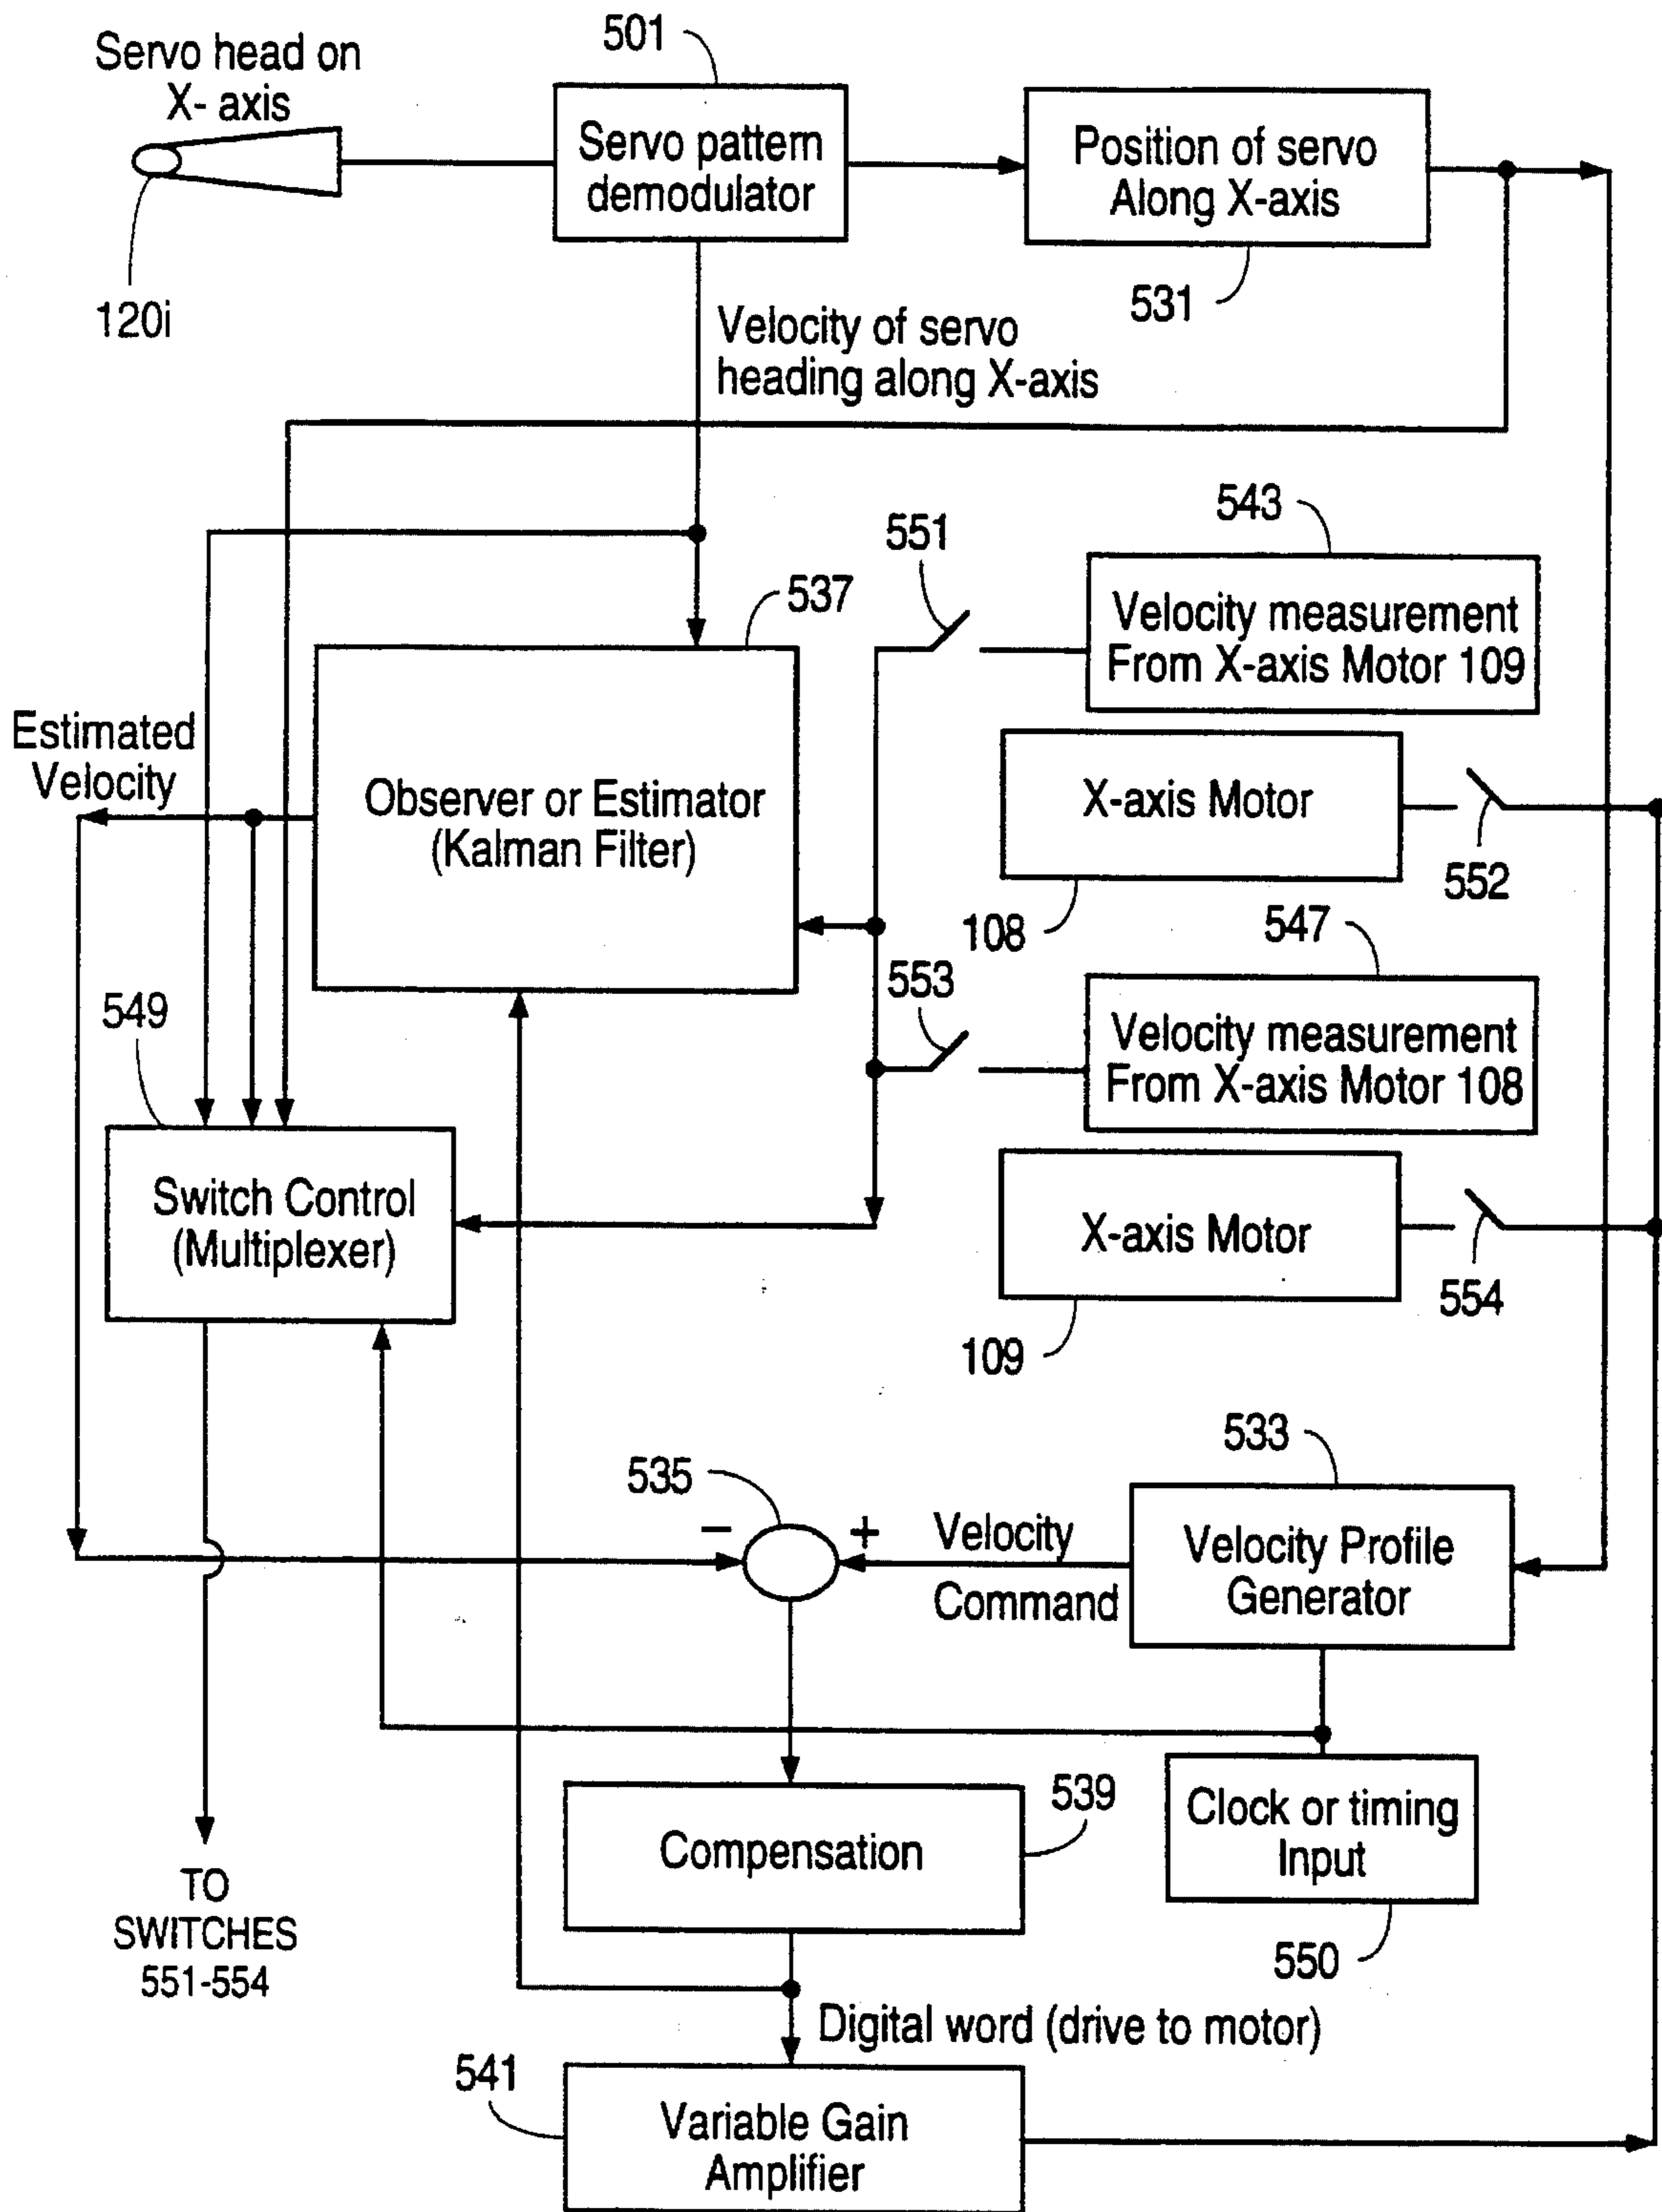 501
Servo head on
X- axis
Servo pattern
demodulator
Position of servo
Along X-axis
120i
531
Velocity of servo
heading along X-axis
543
551
537
Velocity measurement
From X-axis Motor 109
Estimated
Velocity
Observer or Estimator
(Kalman Filter)
X-axis Motor
552
108
547
553
549
Velocity measurement
From X-axis Motor 108
Switch Control
(Multiplexer)
X-axis Motor
554
109
533
535
− +
Velocity
Command
Velocity Profile
Generator
539
Compensation
Clock or timing
Input
TO
SWITCHES
551-554
550
Digital word (drive to motor)
541
Variable Gain
Amplifier